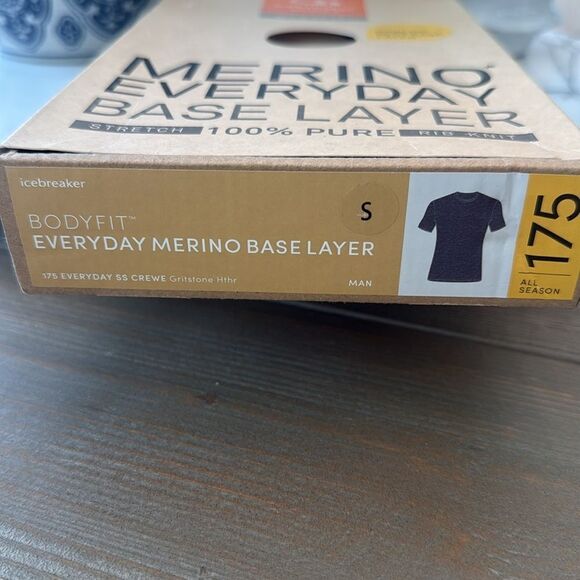 MERINO
EVERYDAY
BASE LAYER
STRETCH 100% PURE RIB-KNIT
icebreaker
S
BODYFIT™
EVERYDAY MERINO BASE LAYER
175 EVERYDAY SS CREWE Gritstone Hthr
MAN
175
ALL
SEASON